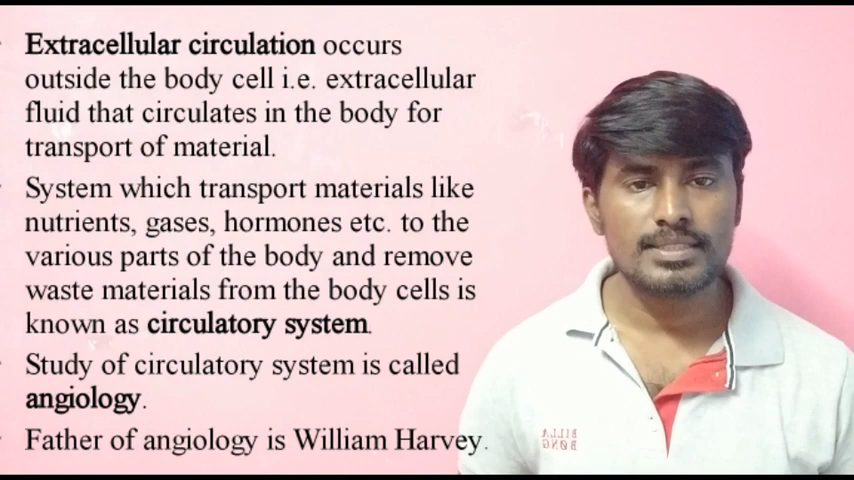 Extracellular circulation occurs
outside the body cell i.e. extracellular
fluid that circulates in the body for
transport of material.
System which transport materials like
nutrients, gases, hormones etc. to the
various parts of the body and remove
waste materials from the body cells is
known as circulatory system.
Study of circulatory system is called
angiology.
Father of angiology is William Harvey.
BILLA
BONG